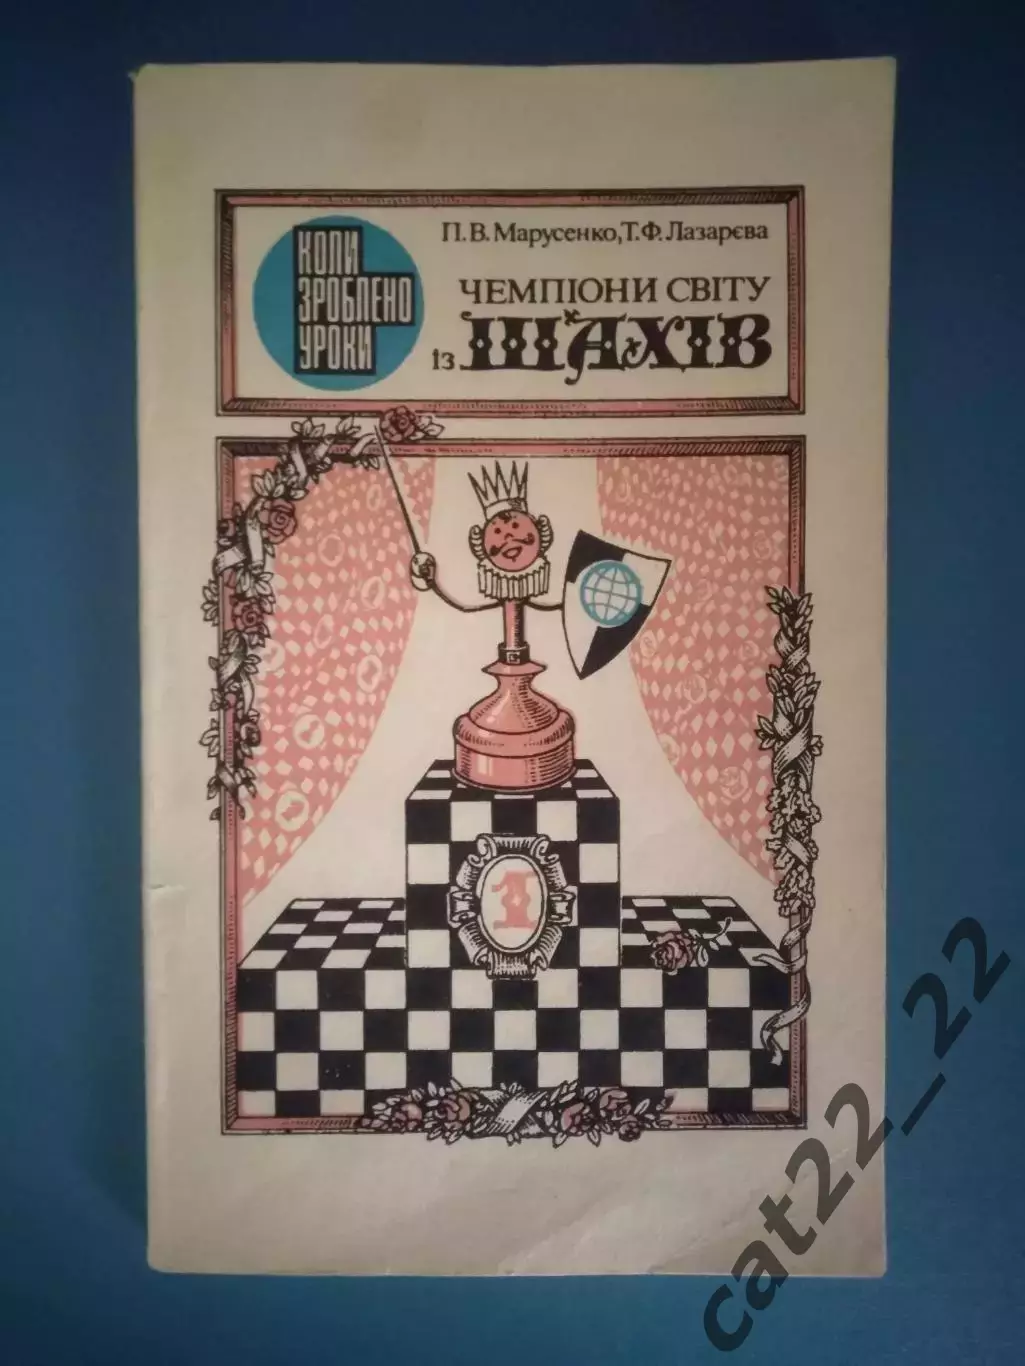 КОЛИ
ЗРОБЛЕНО
УРОКИ
П.В.Марусенко,Т.Ф.Лазарєва
ЧЕМПІОНИ СВІТУ
із ШАХІВ
1
cat22_22